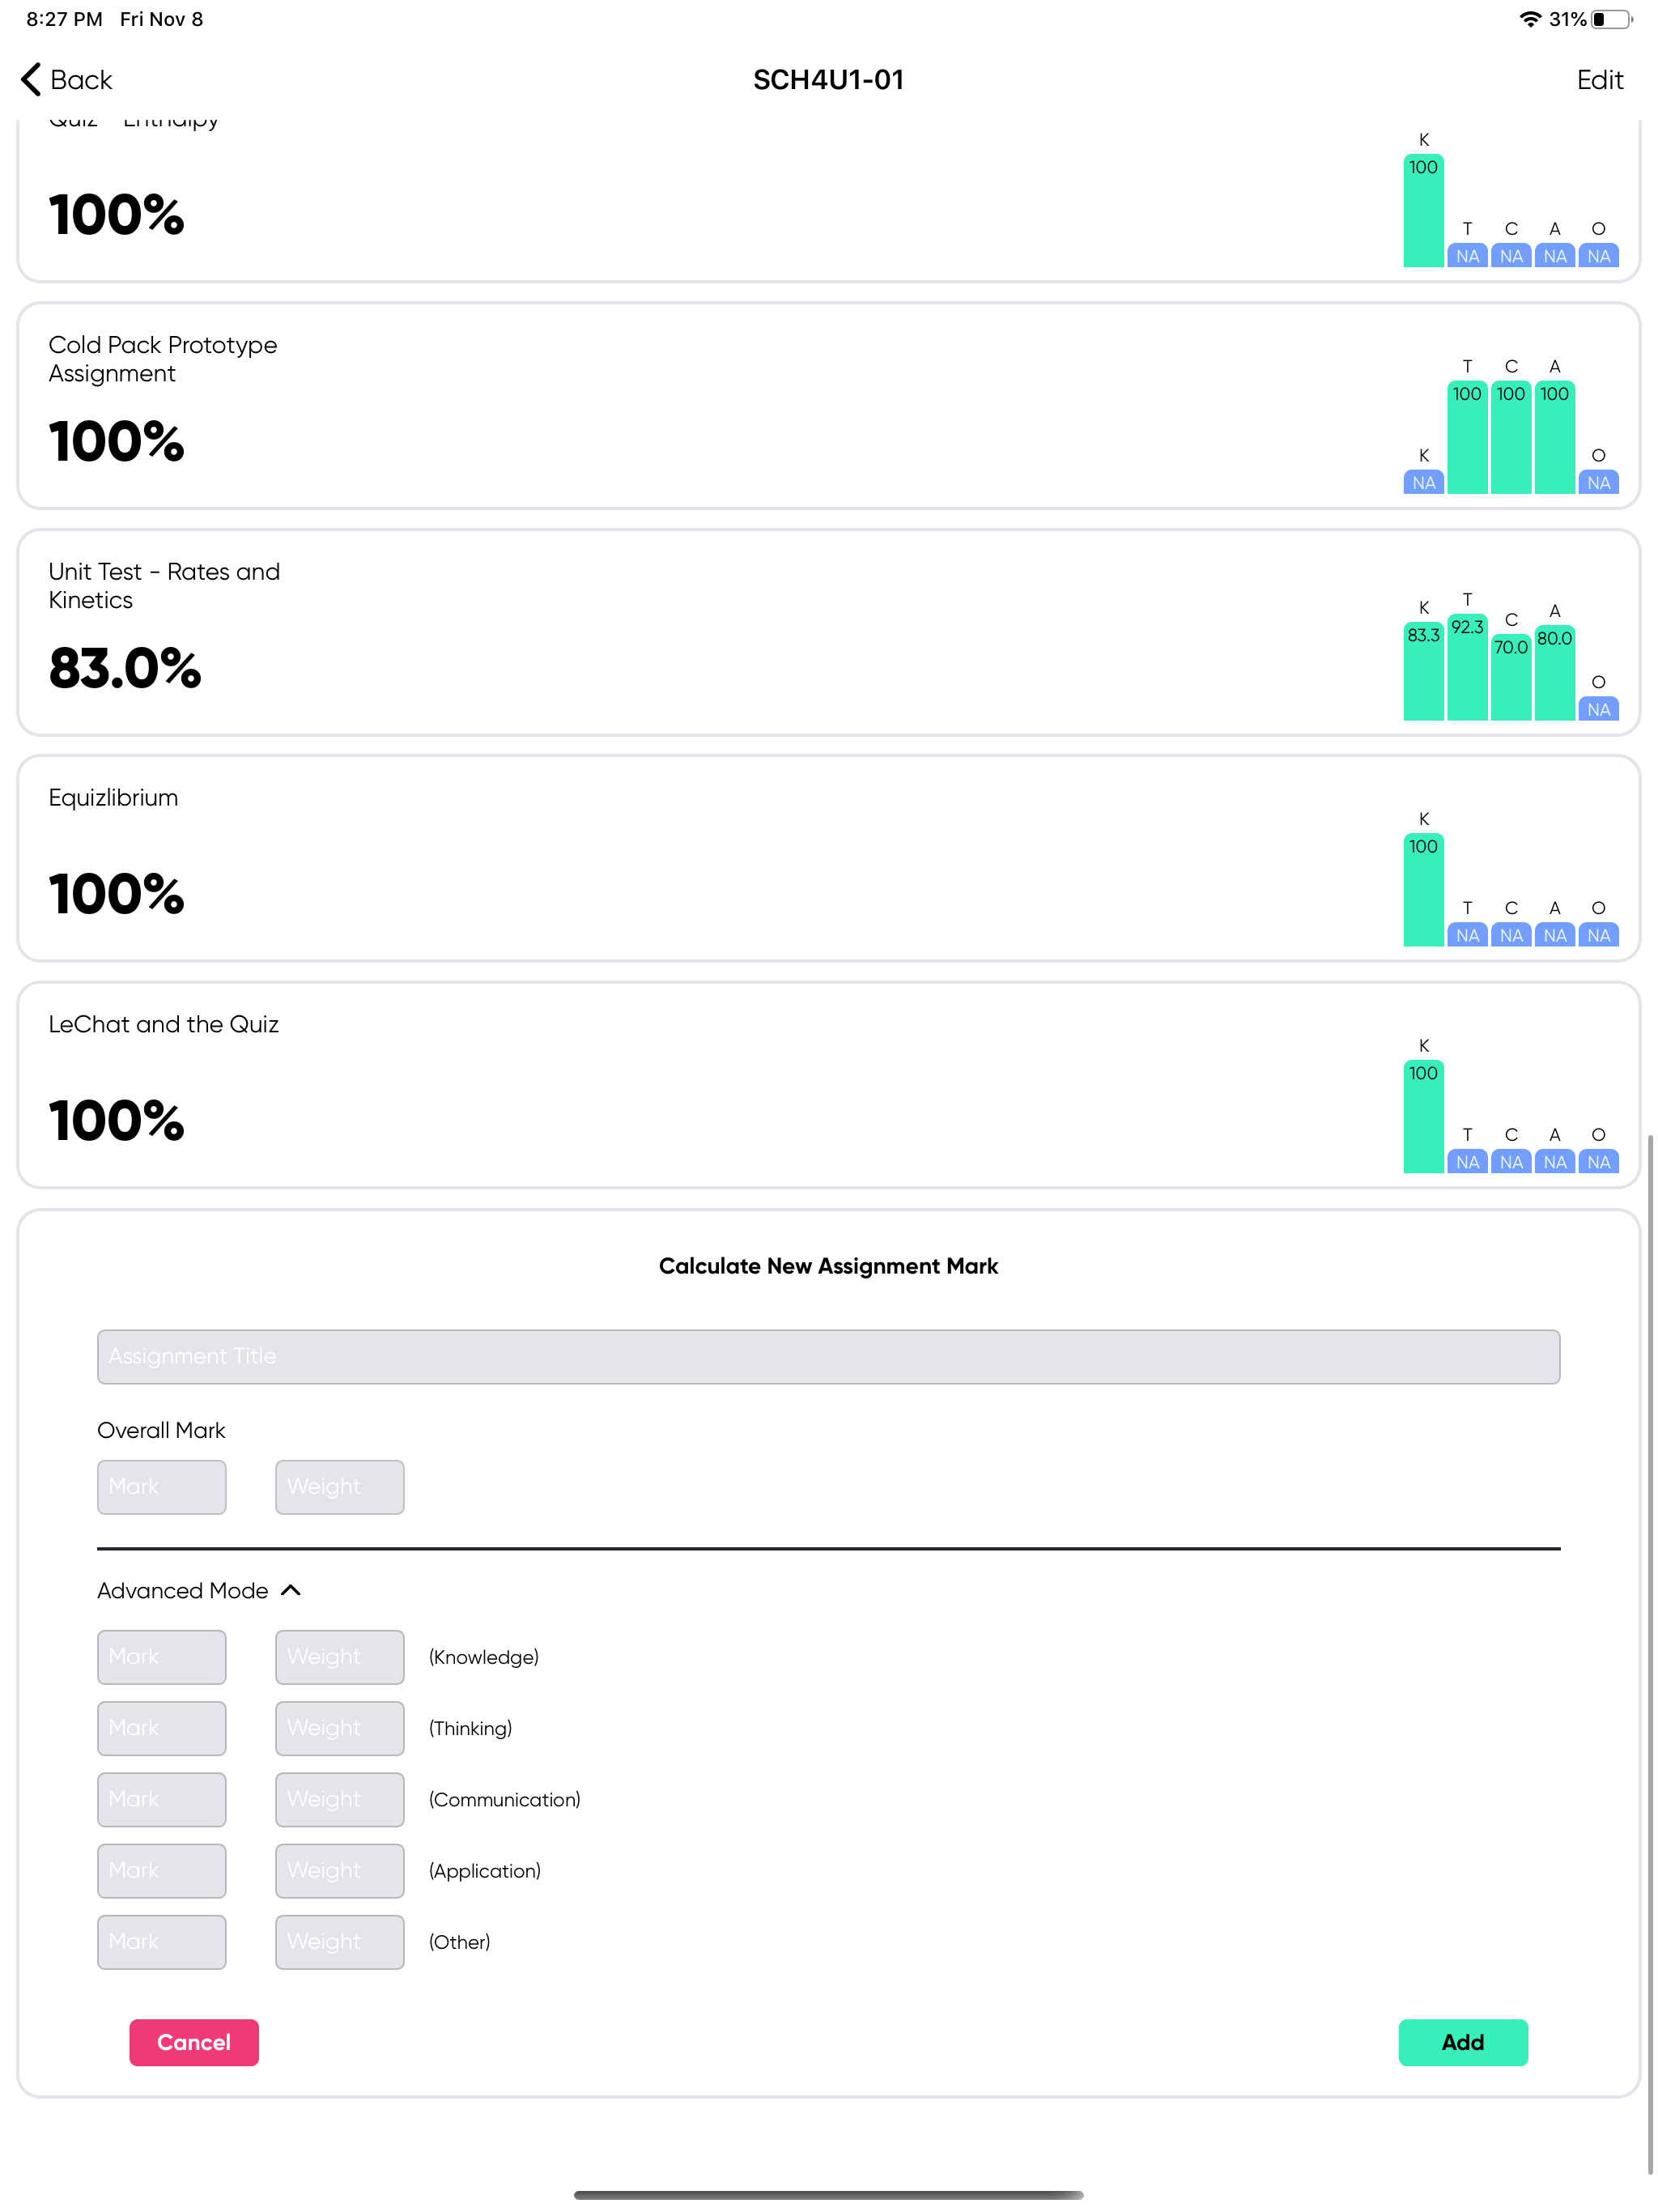 8:27 PM Fri Nov 8
31%
Back
SCH4U1-01
Edit
Quiz - Enthalpy
100%
K
100
T C A O
NA NA NA NA
Cold Pack Prototype
Assignment
100%
T C A
100 100 100
K O
NA NA
Unit Test - Rates and
Kinetics
83.0%
K T C A
83.3 92.3 70.0 80.0
O
NA
Equizlibrium
100%
K
100
T C A O
NA NA NA NA
LeChat and the Quiz
100%
K
100
T C A O
NA NA NA NA
Calculate New Assignment Mark
Assignment Title
Overall Mark
Mark Weight
Advanced Mode
Mark Weight (Knowledge)
Mark Weight (Thinking)
Mark Weight (Communication)
Mark Weight (Application)
Mark Weight (Other)
Cancel
Add